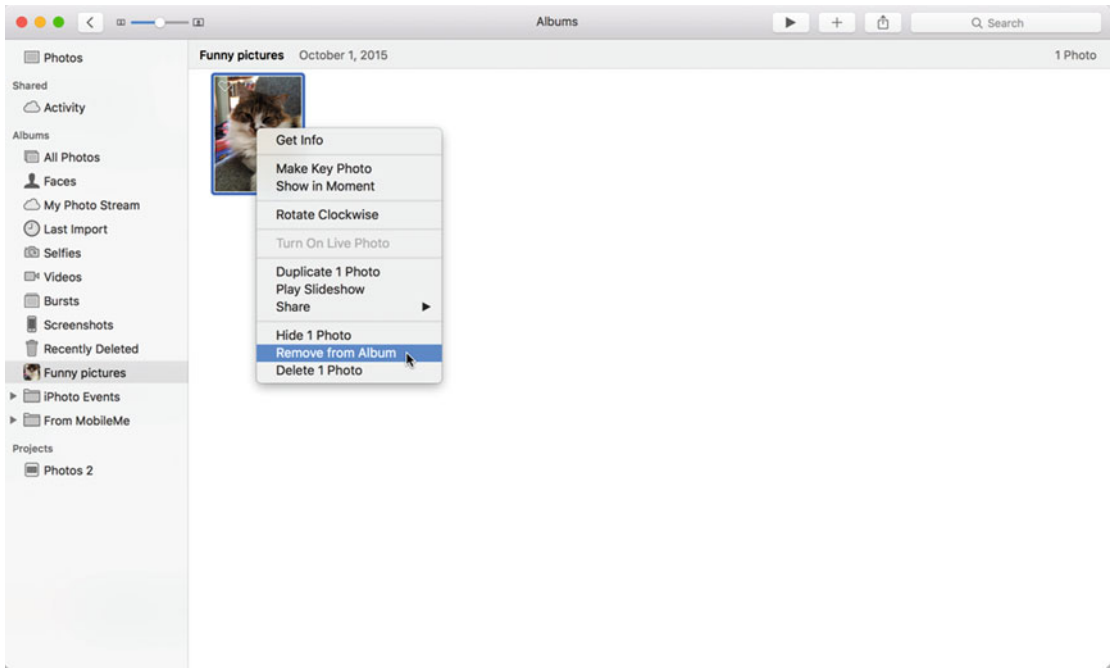 Albums
Search
Photos
Shared
Activity
Albums
All Photos
Faces
My Photo Stream
Last Import
Selfies
Videos
Bursts
Screenshots
Recently Deleted
Funny pictures
iPhoto Events
From MobileMe
Projects
Photos 2
Funny pictures October 1, 2015 1 Photo
Get Info
Make Key Photo
Show in Moment
Rotate Clockwise
Turn On Live Photo
Duplicate 1 Photo
Play Slideshow
Share
Hide 1 Photo
Remove from Album
Delete 1 Photo